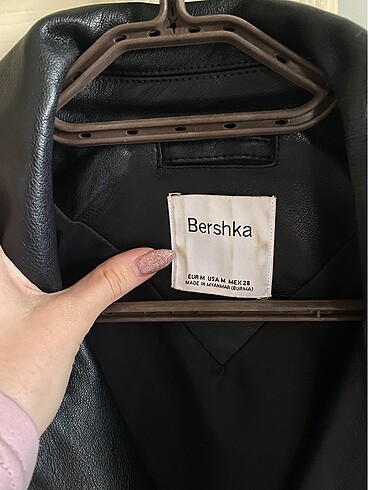 Bershka
EUR M USA M MEX 28
MADE IN MYANMAR (BURMA)